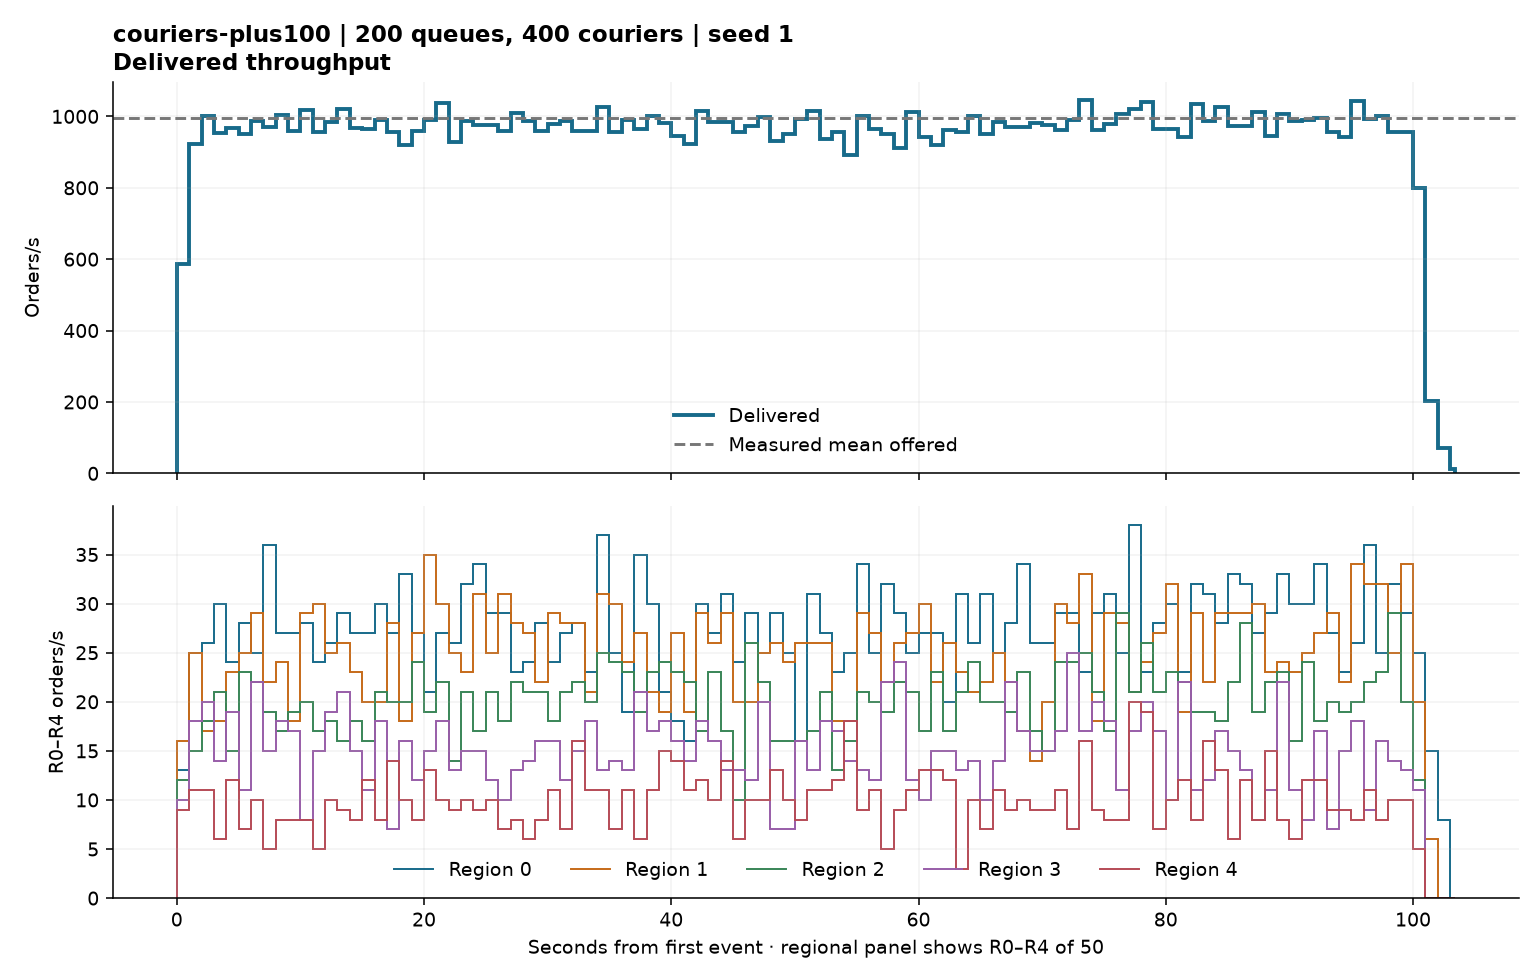 couriers-plus100 | 200 queues, 400 couriers | seed 1
Delivered throughput
Orders/s
1000
800
600
400
200
0
Delivered
Measured mean offered
R0–R4 orders/s
35
30
25
20
15
10
5
0
Region 0
Region 1
Region 2
Region 3
Region 4
0
20
40
60
80
100
Seconds from first event · regional panel shows R0–R4 of 50